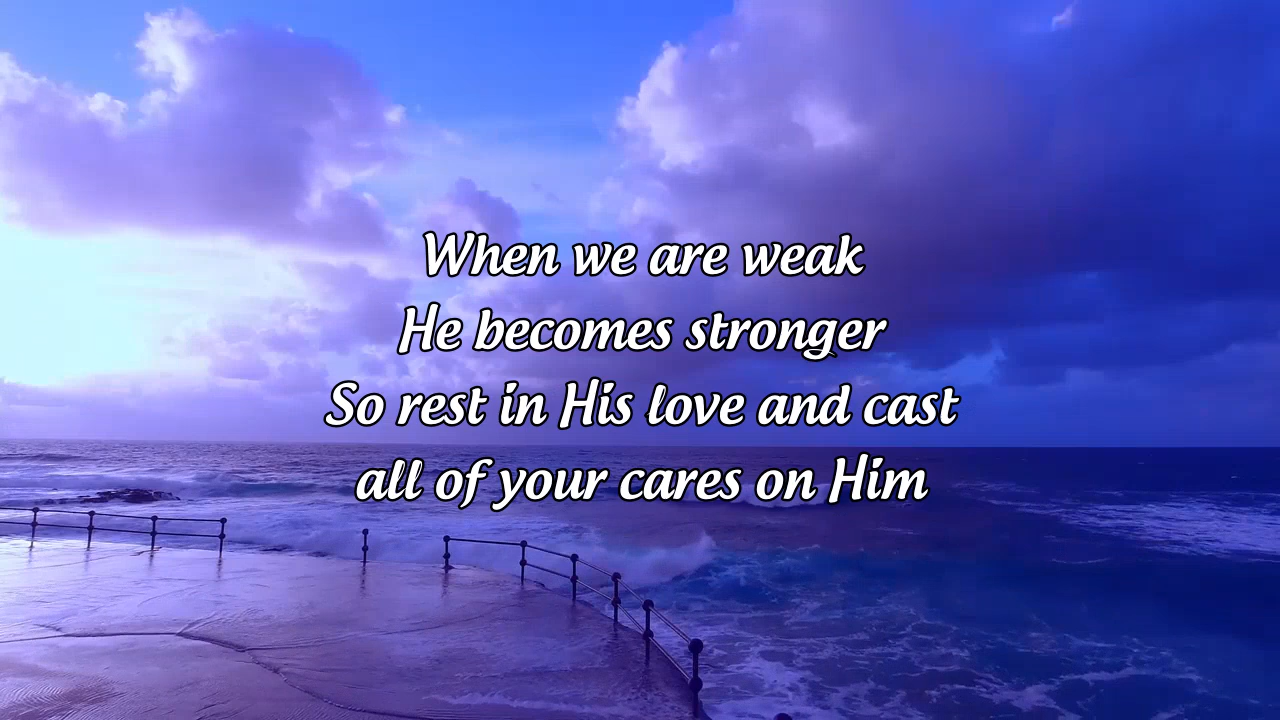 When we are weak
He becomes stronger
So rest in His love and cast
all of your cares on Him